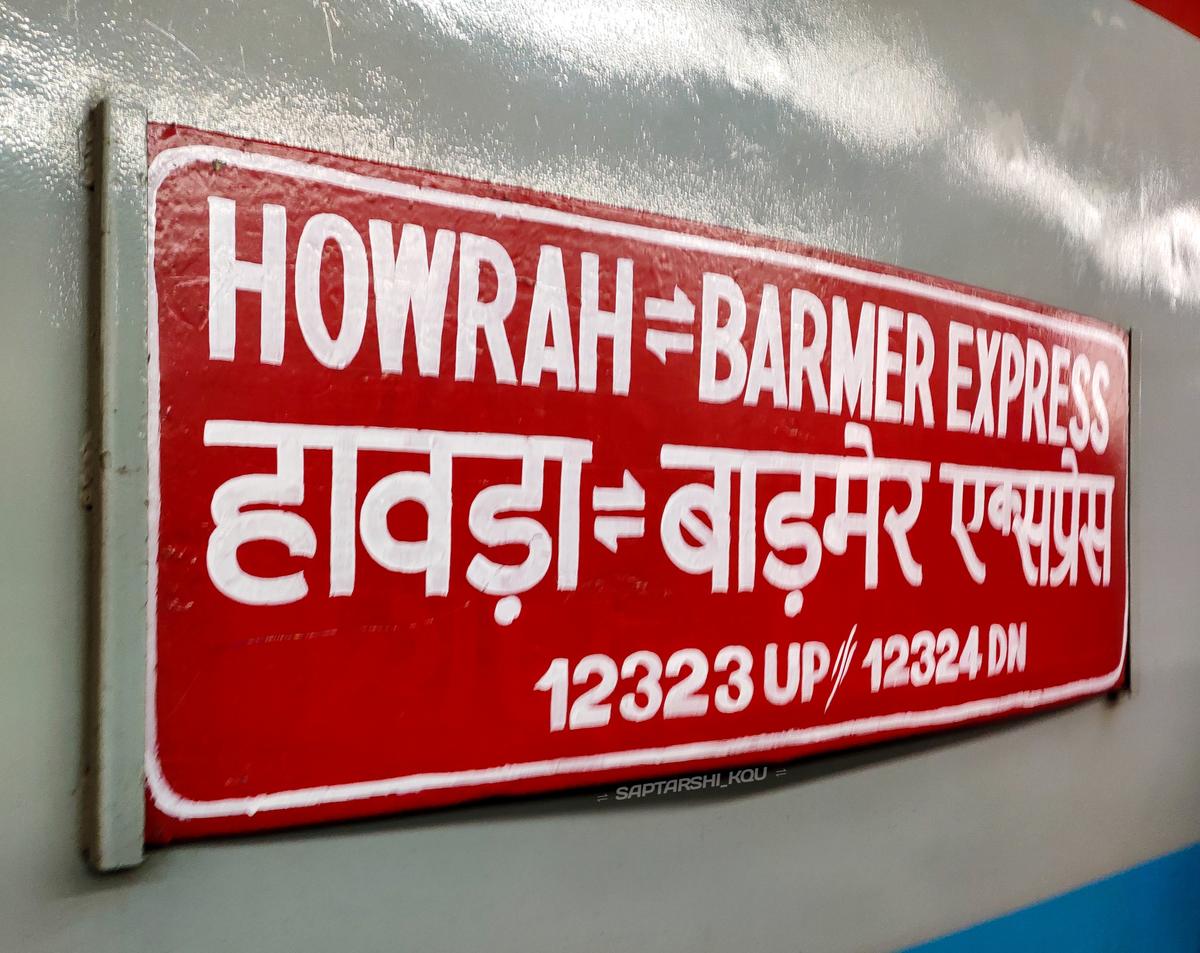 HOWRAH ⇌ BARMER EXPRESS
हावड़ा ⇌ बाड़मेर एक्सप्रेस
12323 UP // 12324 DN
⇌ SAPTARSHI_KQU ⇌